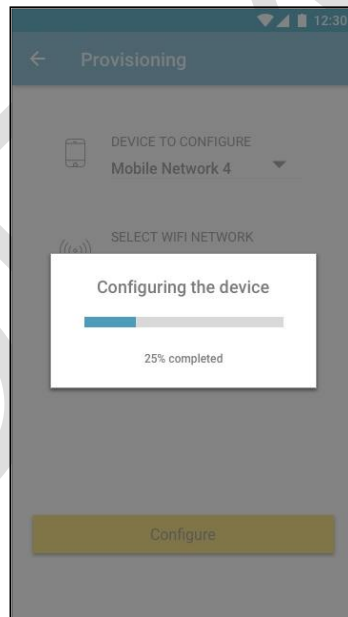 12:30
Provisioning
DEVICE TO CONFIGURE
Mobile Network 4
SELECT WIFI NETWORK
Configuring the device
25% completed
Configure